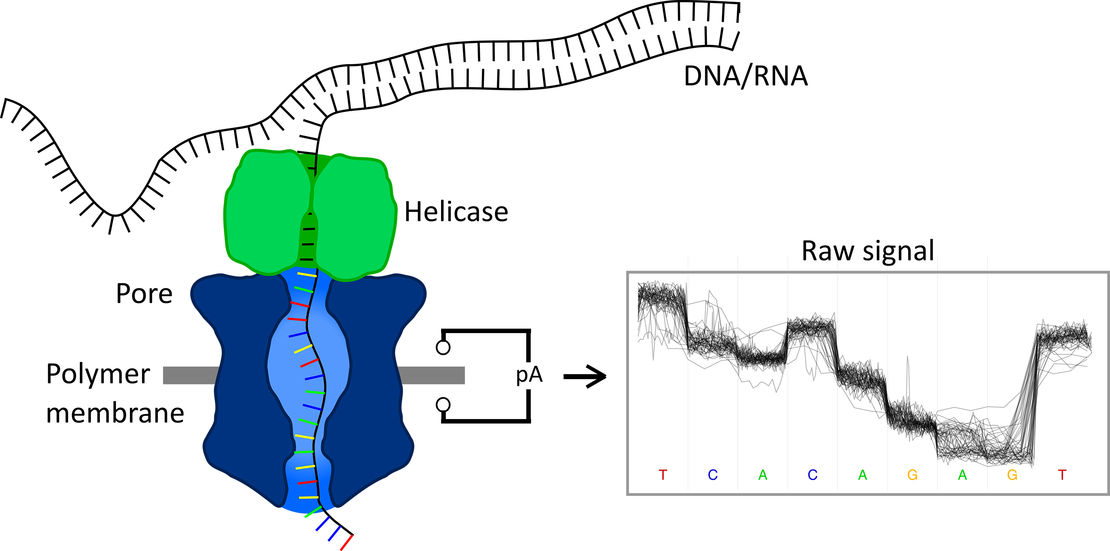 DNA/RNA
Helicase
Raw signal
Pore
Polymer
membrane
pA
T C A C A G A G T